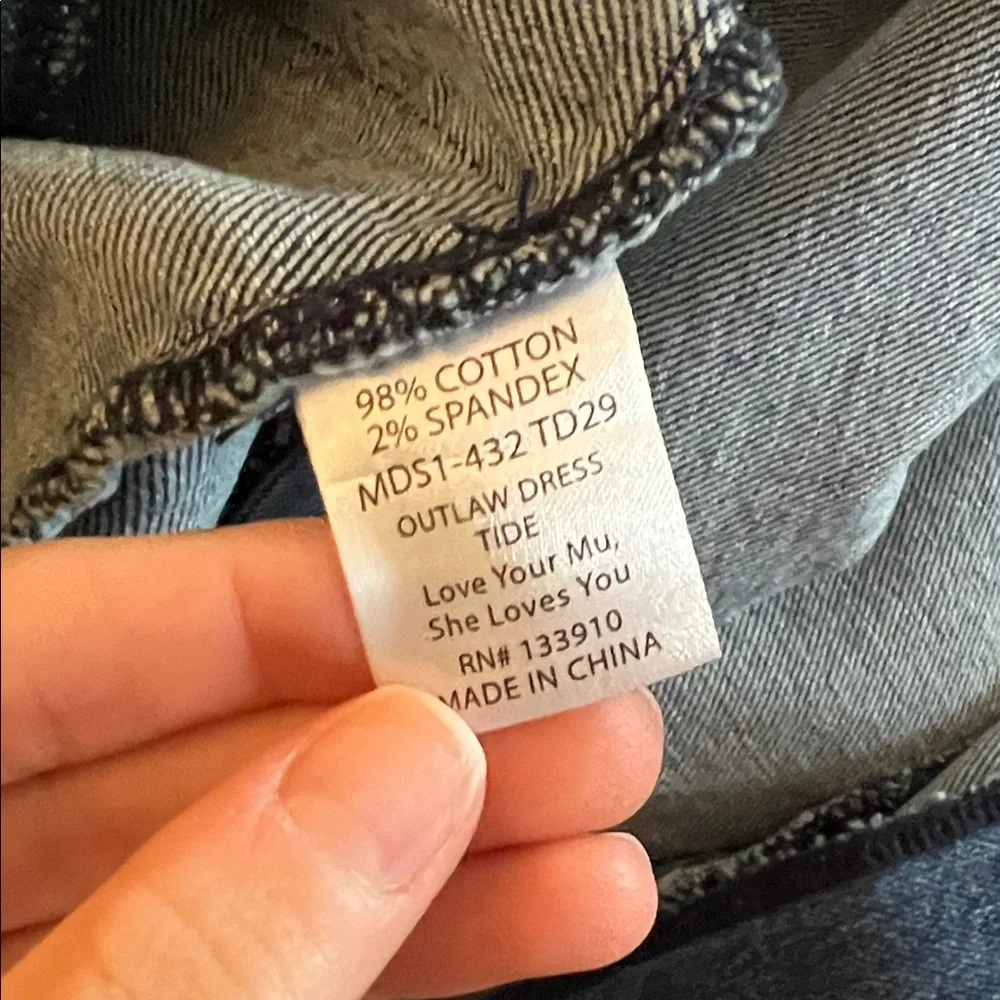 98% COTTON
2% SPANDEX
MDS1-432 TD29
OUTLAW DRESS
TIDE
Love Your Mu,
She Loves You
RN# 133910
MADE IN CHINA